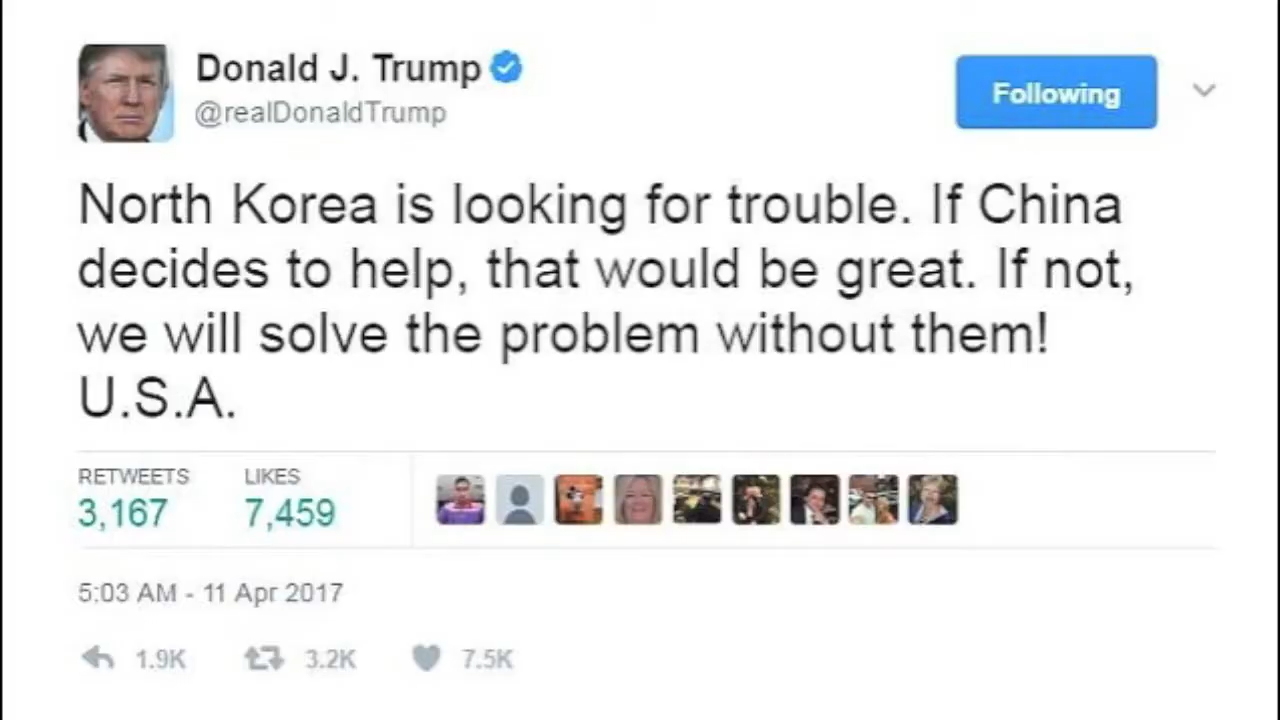 Donald J. Trump
@realDonaldTrump
Following
North Korea is looking for trouble. If China
decides to help, that would be great. If not,
we will solve the problem without them!
U.S.A.
RETWEETS LIKES
3,167 7,459
5:03 AM - 11 Apr 2017
1.9K 3.2K 7.5K